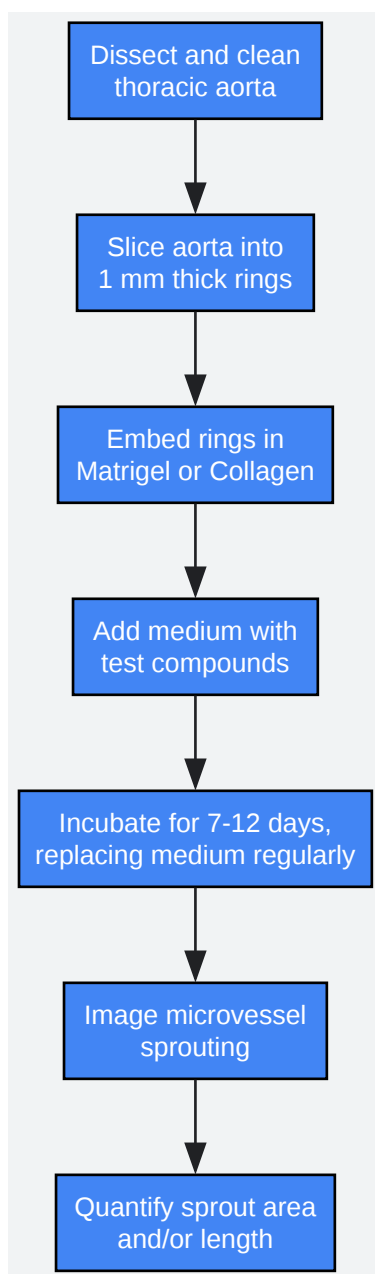 Dissect and clean
thoracic aorta
Slice aorta into
1 mm thick rings
Embed rings in
Matrigel or Collagen
Add medium with
test compounds
Incubate for 7-12 days,
replacing medium regularly
Image microvessel
sprouting
Quantify sprout area
and/or length